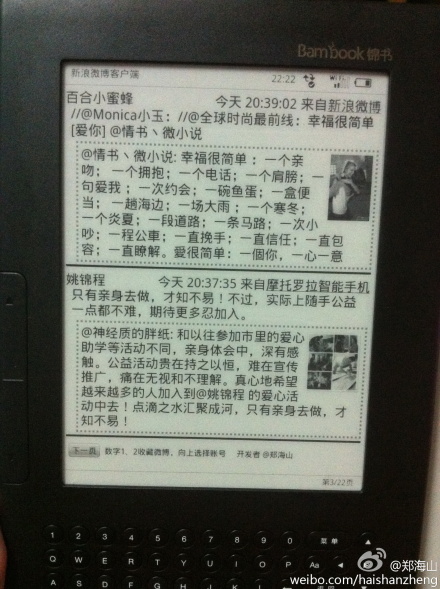 Bambook 锦书
新浪微博客户端
22:22
百合小蜜蜂 今天 20:39:02 来自新浪微博
//@Monica小玉：//@全球时尚最前线：幸福很简单
[爱你] @情书丶微小说
@情书丶微小说: 幸福很简单：一个亲
吻；一个拥抱；一个电话；一个肩膀；一
句爱我；一次约会；一碗鱼蛋；一盒便
当；一趟海边；一场大雨；一个寒冬；
一个炎夏；一段道路；一条马路；一次小
吵；一程公車；一直挽手；一直信任；一直包
容；一直瞭解。愛很简单：一個你，一心一意
姚锦程 今天 20:37:35 来自摩托罗拉智能手机
只有亲身去做，才知不易！不过，实际上随手公益
一点都不难，期待更多忍加入。
@神经质的胖纸: 和以往参加市里的爱心
助学等活动不同，亲身体会中，深有感
触。公益活动贵在持之以恒，难在宣传
推广，痛在无视和不理解。真心地希望
越来越多的人加入到@姚锦程 的爱心活
动中去！点滴之水汇聚成河，只有亲身去做，才
知不易！
下一页 数字1、2收藏微博，向上选择账号 开发者 @郑海山
第3/22页
1 2 3 4 5 6 7 8 9 0 菜单
Q W E R T Y U I O P Aa
A S D F G H J K L
@郑海山
weibo.com/haishanzheng